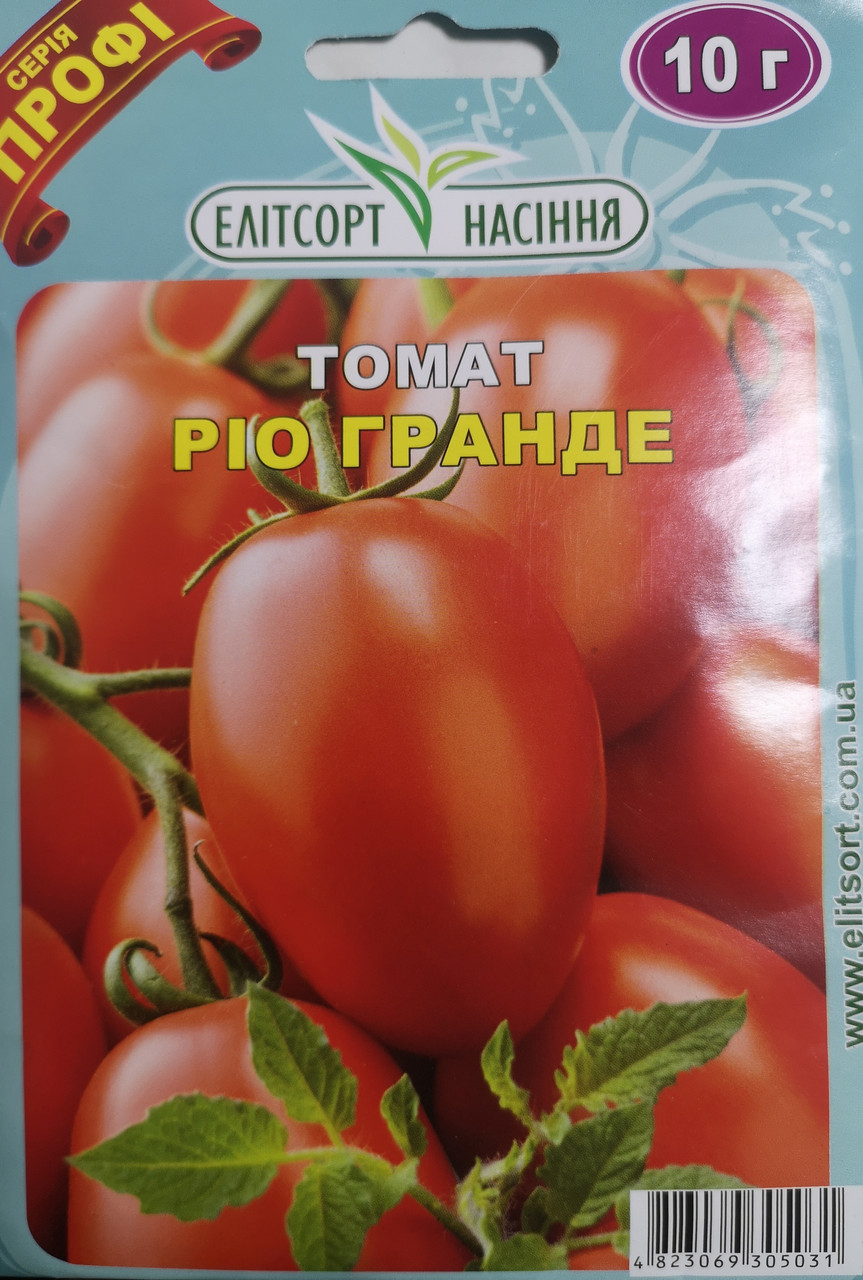 СЕРІЯ
ПРОФІ
10 г
ЕЛІТСОРТ НАСІННЯ
ТОМАТ
РІО ГРАНДЕ
www.elitsort.com.ua
4 823069 305031